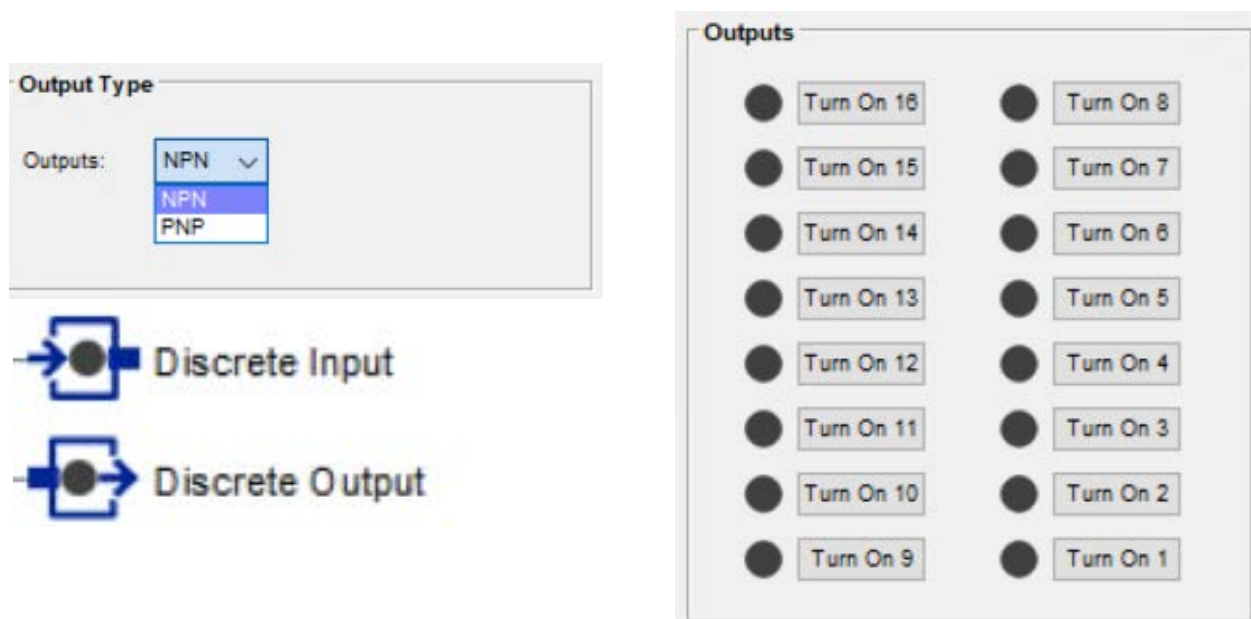 Output Type
Outputs:
NPN
NPN
PNP
Discrete Input
Discrete Output
Outputs
Turn On 16
Turn On 8
Turn On 15
Turn On 7
Turn On 14
Turn On 6
Turn On 13
Turn On 5
Turn On 12
Turn On 4
Turn On 11
Turn On 3
Turn On 10
Turn On 2
Turn On 9
Turn On 1